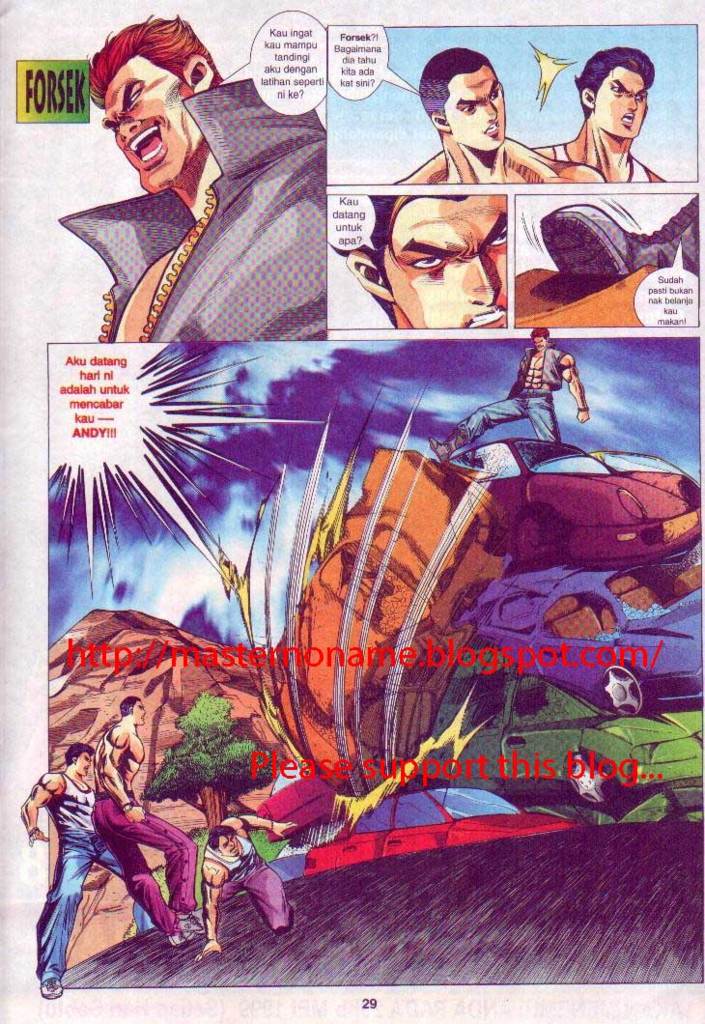 FORSEK
Kau ingat
kau mampu
tandingi
aku dengan
latihan seperti
ni ke?
Forsek?!
Bagaimana
dia tahu
kita ada
kat sini?
Kau
datang
untuk
apa?
Sudah
pasti bukan
nak belanja
kau
makan!
Aku datang
hari ni
adalah untuk
mencabar
kau —
ANDY!!!
http://masternoname.blogspot.com/
Please support this blog...
29